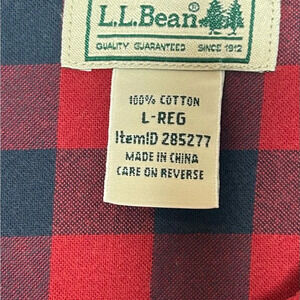 L.L.Bean®
QUALITY GUARANTEED SINCE 1912
100% COTTON
L-REG
ItemID 285277
MADE IN CHINA
CARE ON REVERSE